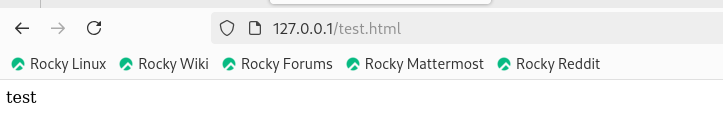 127.0.0.1/test.html
Rocky Linux Rocky Wiki Rocky Forums Rocky Mattermost Rocky Reddit
test